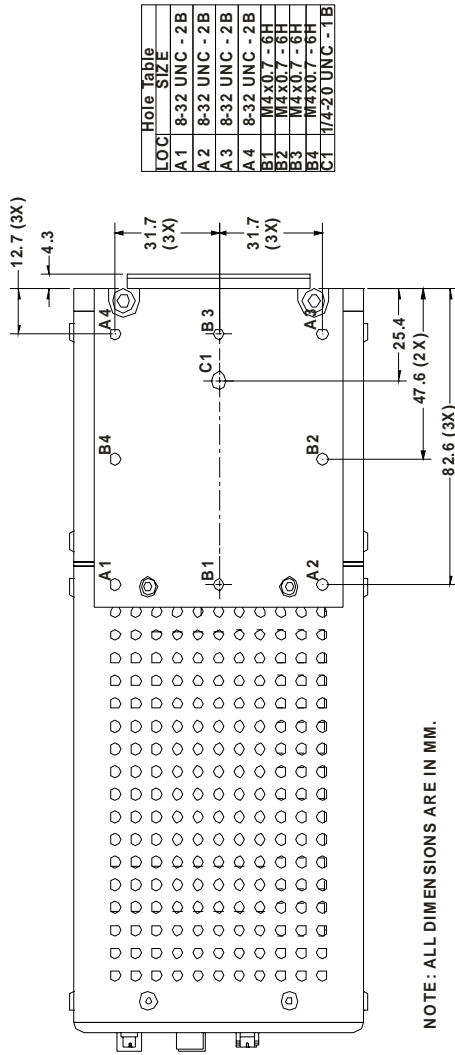 Hole Table
LOC SIZE
A1 8-32 UNC - 2B
A2 8-32 UNC - 2B
A3 8-32 UNC - 2B
A4 8-32 UNC - 2B
B1 M4x0.7 - 6H
B2 M4x0.7 - 6H
B3 M4x0.7 - 6H
B4 M4x0.7 - 6H
C1 1/4-20 UNC - 1B
12.7 (3X)
4.3
31.7
(3X)
31.7
(3X)
A4
B3
A3
C1
B4
B2
A1
B1
A2
25.4
47.6 (2X)
82.6 (3X)
NOTE: ALL DIMENSIONS ARE IN MM.